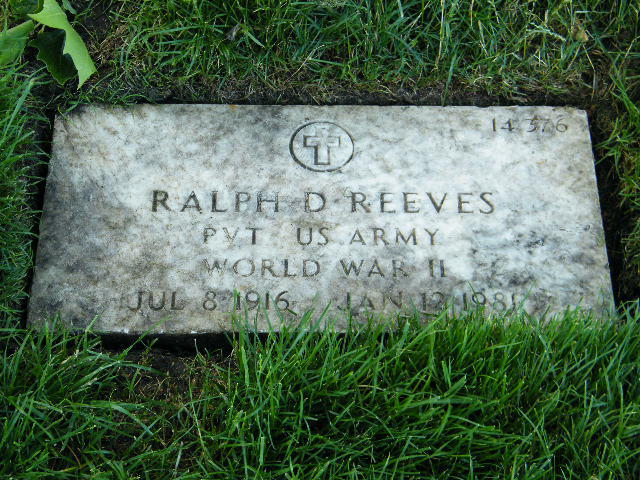 14 376
RALPH D REEVES
PVT US ARMY
WORLD WAR II
JUL 8 1916 JAN 12 1981